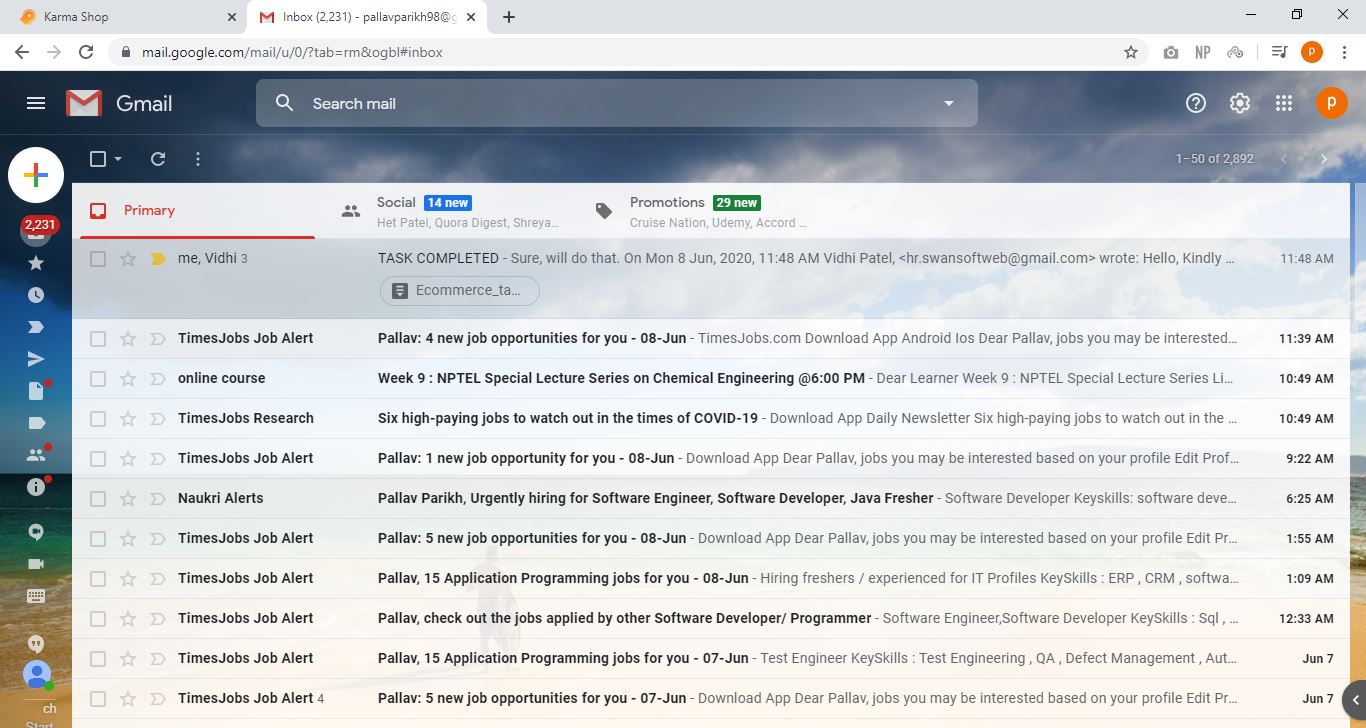 Karma Shop
Inbox (2,231) - pallavparikh98@g
mail.google.com/mail/u/0/?tab=rm&ogbl#inbox
NP
p
Gmail
Search mail
p
1–50 of 2,892
2,231
Primary
Social 14 new
Het Patel, Quora Digest, Shreya...
Promotions 29 new
Cruise Nation, Udemy, Accord ...
me, Vidhi 3 TASK COMPLETED - Sure, will do that. On Mon 8 Jun, 2020, 11:48 AM Vidhi Patel, <hr.swansoftweb@gmail.com> wrote: Hello, Kindly ... 11:48 AM
Ecommerce_ta...
TimesJobs Job Alert Pallav: 4 new job opportunities for you - 08-Jun - TimesJobs.com Download App Android Ios Dear Pallav, jobs you may be interested... 11:39 AM
online course Week 9 : NPTEL Special Lecture Series on Chemical Engineering @6:00 PM - Dear Learner Week 9 : NPTEL Special Lecture Series Li... 10:49 AM
TimesJobs Research Six high-paying jobs to watch out in the times of COVID-19 - Download App Daily Newsletter Six high-paying jobs to watch out in the ... 10:49 AM
TimesJobs Job Alert Pallav: 1 new job opportunity for you - 08-Jun - Download App Dear Pallav, jobs you may be interested based on your profile Edit Prof... 9:22 AM
Naukri Alerts Pallav Parikh, Urgently hiring for Software Engineer, Software Developer, Java Fresher - Software Developer Keyskills: software deve... 6:25 AM
TimesJobs Job Alert Pallav: 5 new job opportunities for you - 08-Jun - Download App Dear Pallav, jobs you may be interested based on your profile Edit Pr... 1:55 AM
TimesJobs Job Alert Pallav, 15 Application Programming jobs for you - 08-Jun - Hiring freshers / experienced for IT Profiles KeySkills : ERP , CRM , softwa... 1:09 AM
TimesJobs Job Alert Pallav, check out the jobs applied by other Software Developer/ Programmer - Software Engineer,Software Developer KeySkills : Sql , ... 12:33 AM
TimesJobs Job Alert Pallav, 15 Application Programming jobs for you - 07-Jun - Test Engineer KeySkills : Test Engineering , QA , Defect Management , Aut... Jun 7
TimesJobs Job Alert 4 Pallav: 5 new job opportunities for you - 07-Jun - Download App Dear Pallav, jobs you may be interested based on your profile Edit Pr... Jun 7
ch
Start